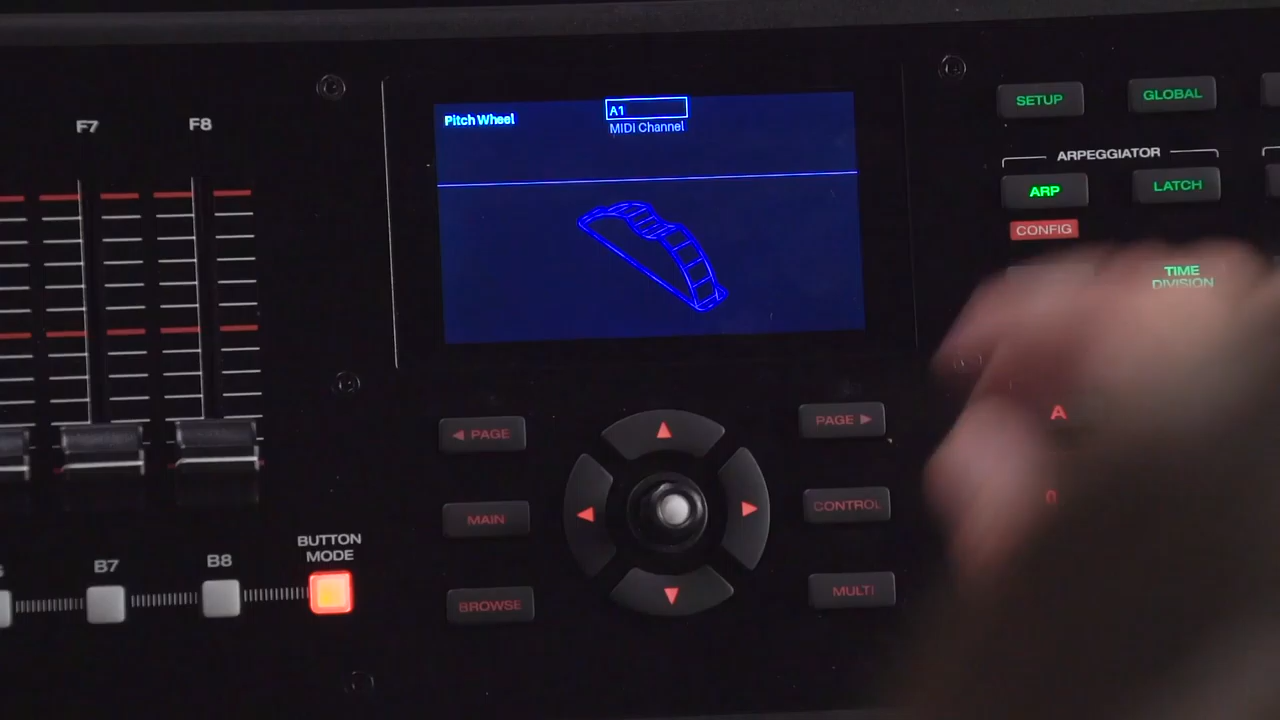 F7
F8
Pitch Wheel
A1
MIDI Channel
SETUP
GLOBAL
ARPEGGIATOR
ARP
LATCH
CONFIG
TIME
DIVISION
◀ PAGE
PAGE ▶
A
MAIN
CONTROL
BROWSE
MULTI
BUTTON
MODE
B7
B8